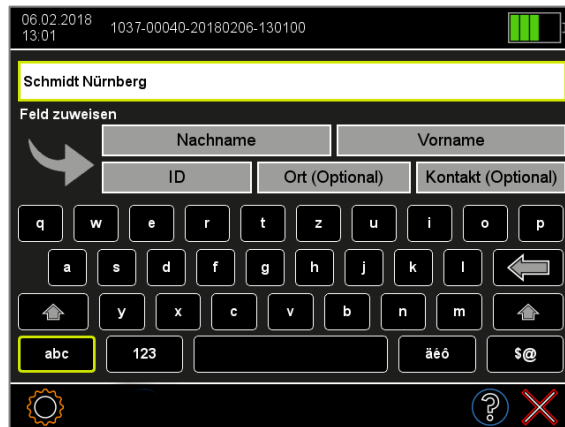 06.02.2018
13:01
1037-00040-20180206-130100
Schmidt Nürnberg
Feld zuweisen
Nachname Vorname
ID Ort (Optional) Kontakt (Optional)
q w e r t z u i o p
a s d f g h j k l
y x c v b n m
abc 123 äéô $@
?